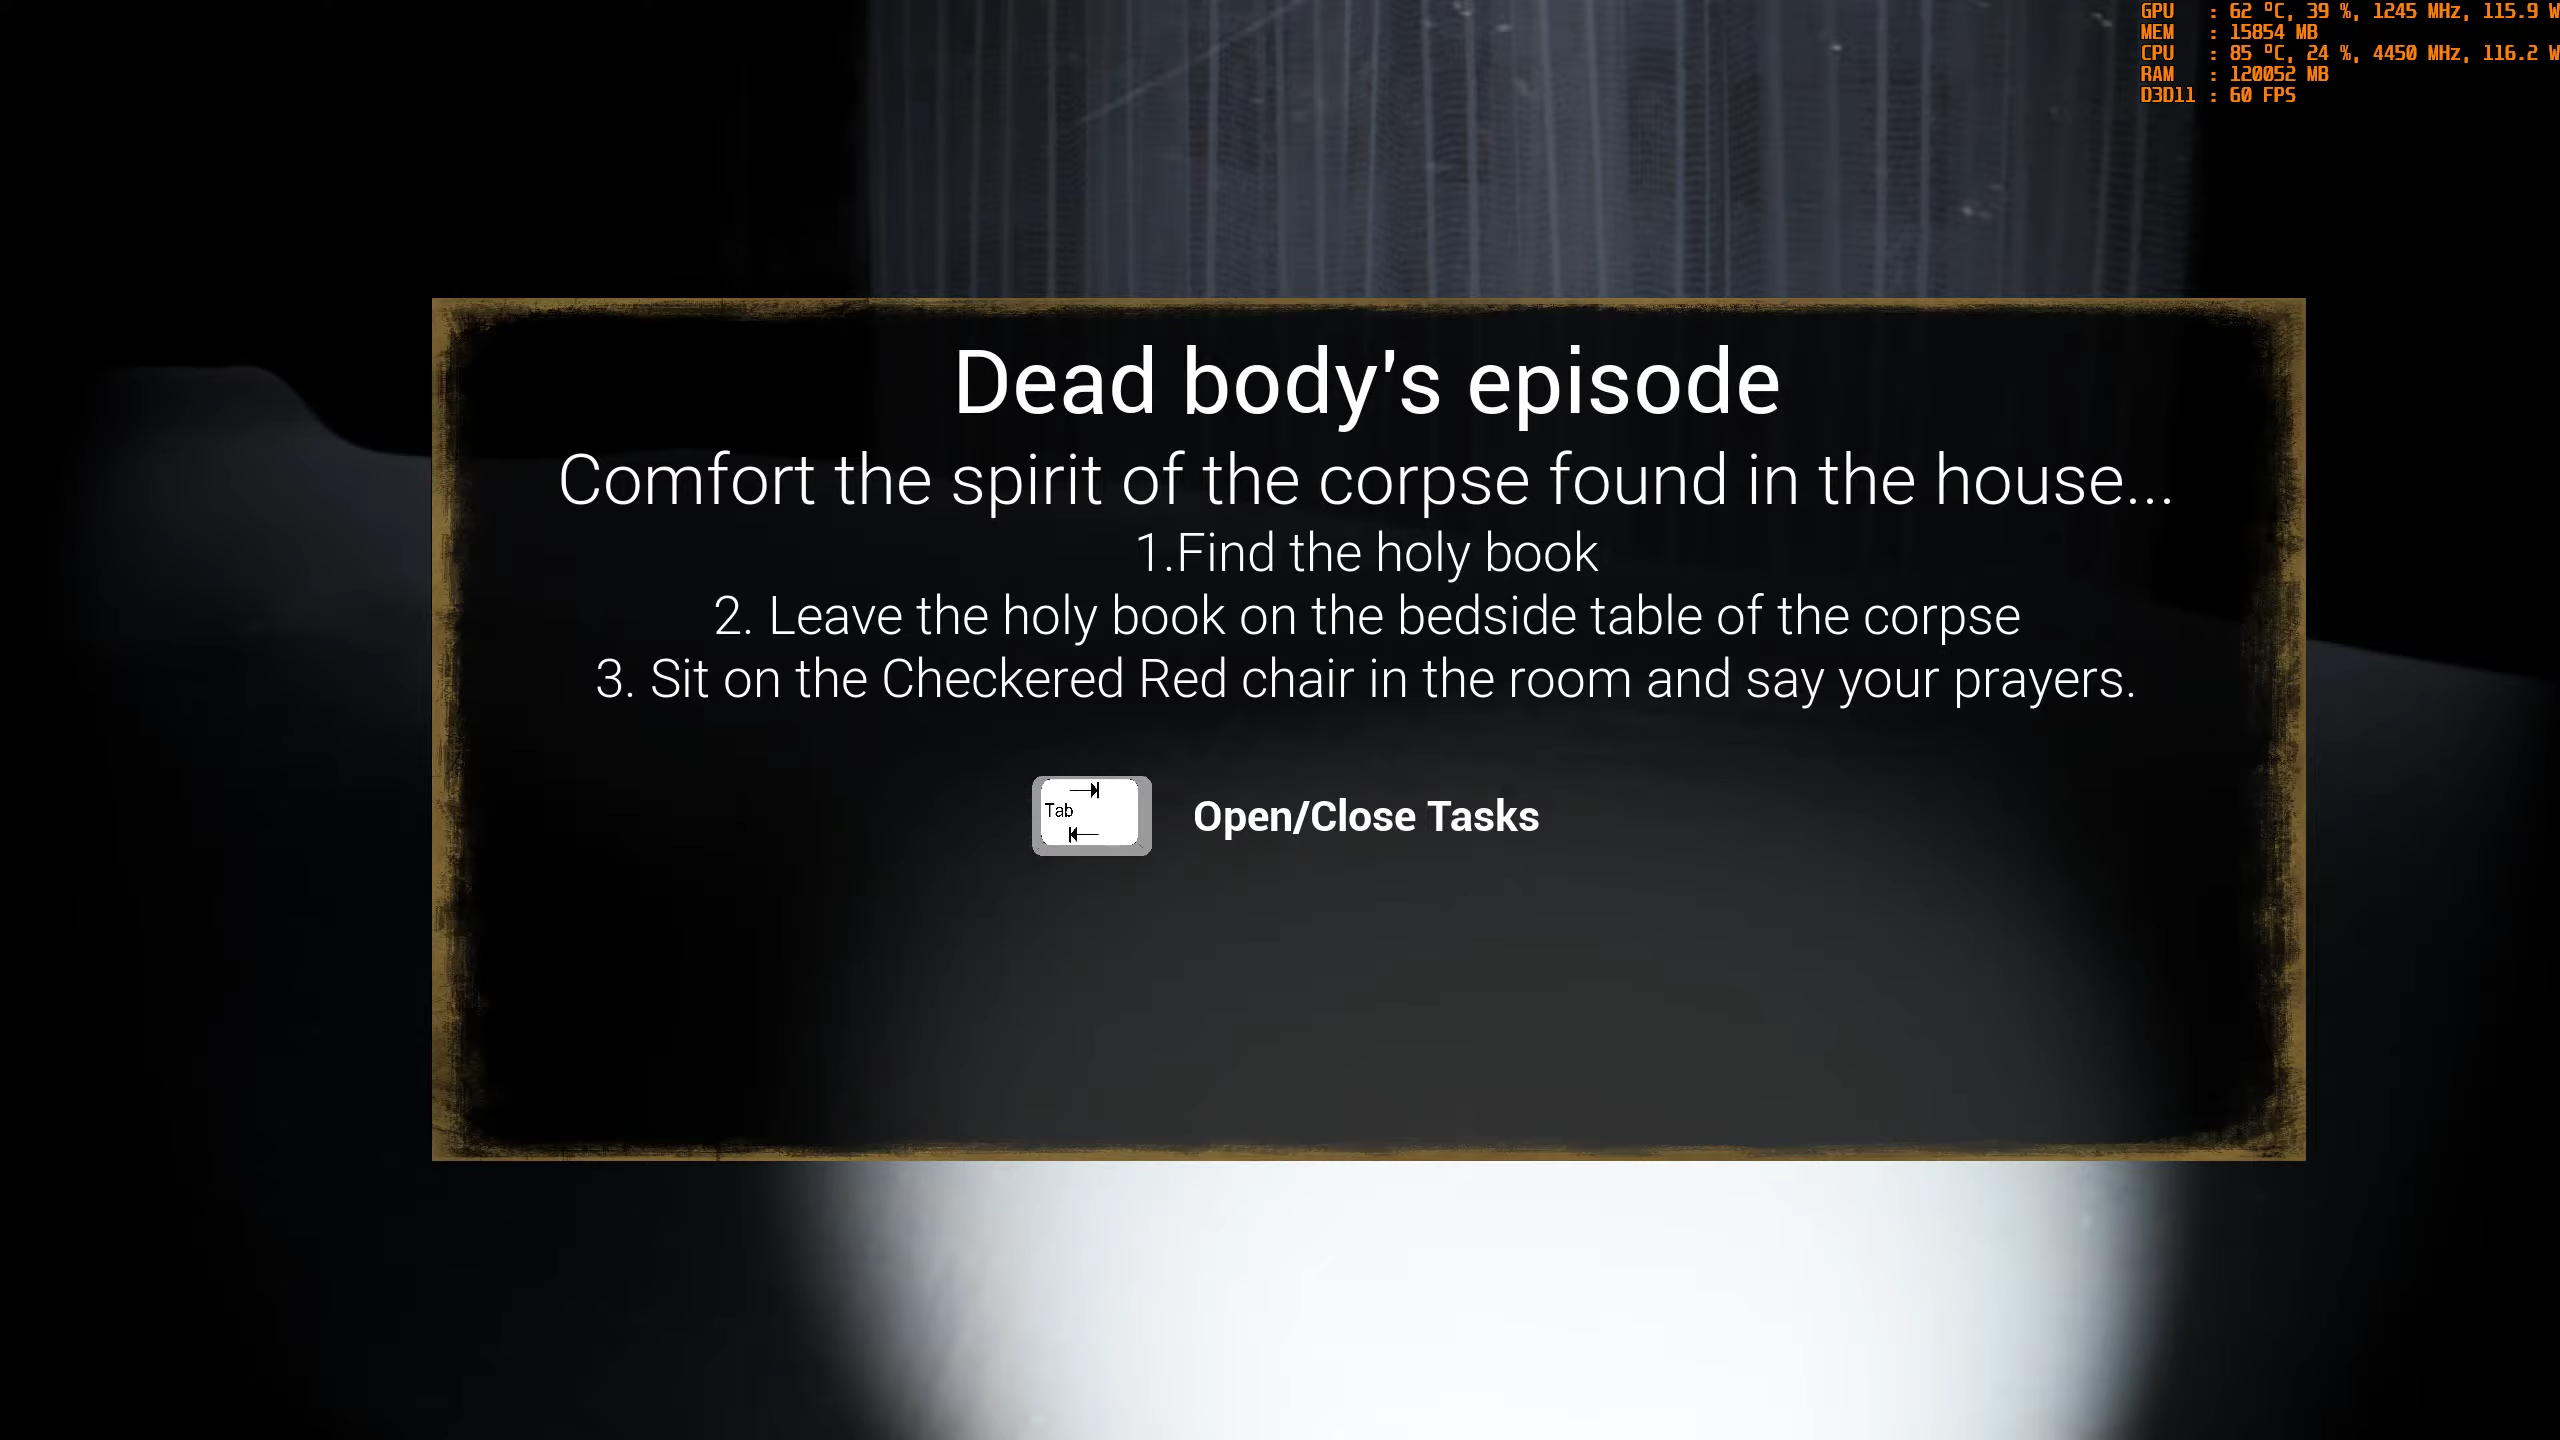 GPU : 62 °C, 39 %, 1245 MHz, 115.9 W
MEM : 15854 MB
CPU : 85 °C, 24 %, 4450 MHz, 116.2 W
RAM : 120052 MB
D3D11 : 60 FPS
Dead body's episode
Comfort the spirit of the corpse found in the house...
1.Find the holy book
2. Leave the holy book on the bedside table of the corpse
3. Sit on the Checkered Red chair in the room and say your prayers.
Tab Open/Close Tasks